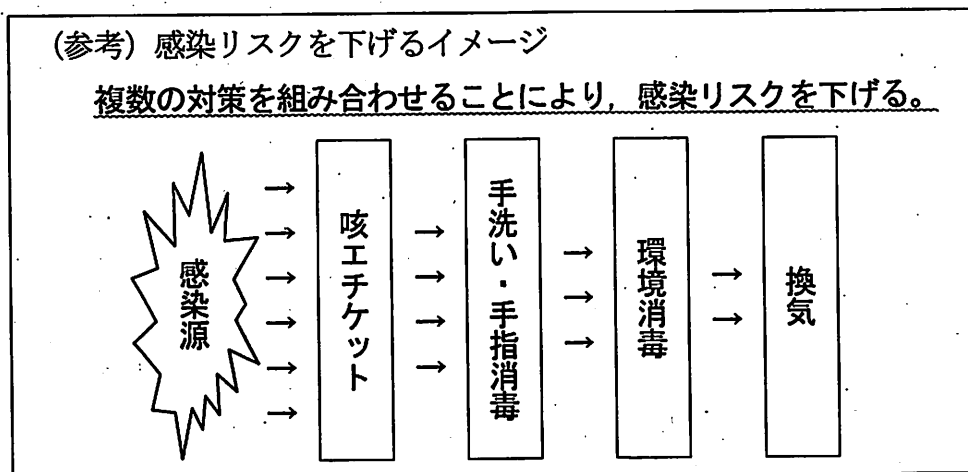 (参考) 感染リスクを下げるイメージ
複数の対策を組み合わせることにより，感染リスクを下げる。
感染源
→
→
→
→
→
→
咳エチケット
→
→
→
→
手洗い・手指消毒
→
→
→
環境消毒
→
→
換気